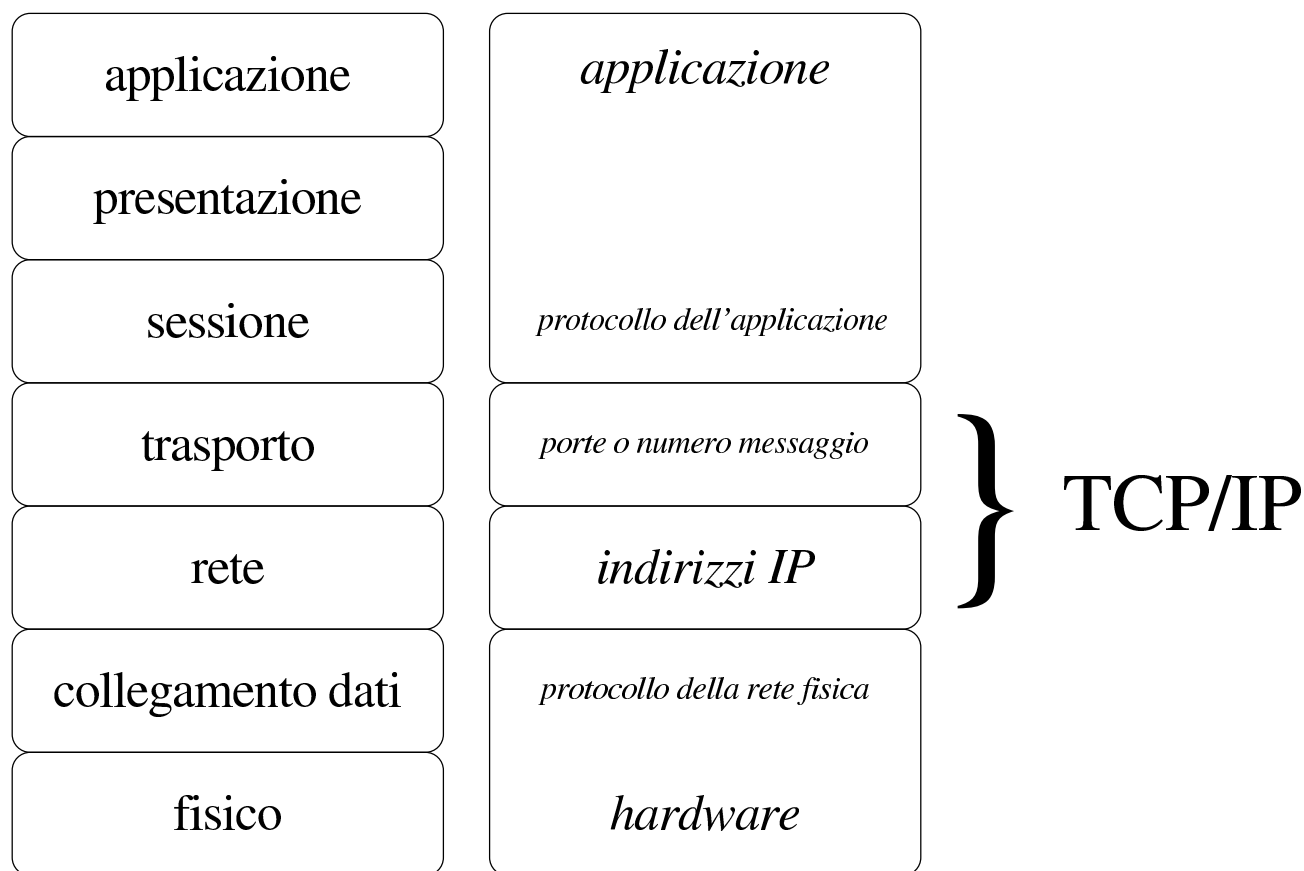 applicazione
presentazione
sessione
trasporto
rete
collegamento dati
fisico
applicazione
protocollo dell’applicazione
porte o numero messaggio
indirizzi IP
protocollo della rete fisica
hardware
TCP/IP